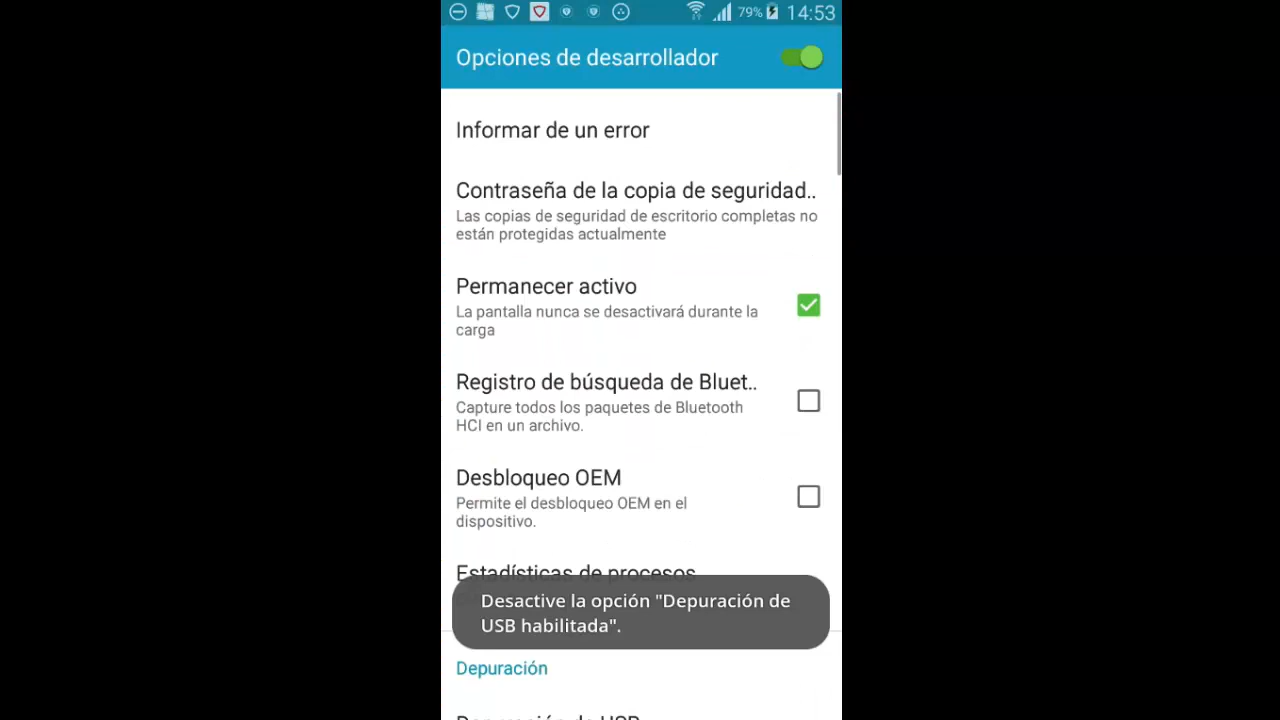 79% 14:53
Opciones de desarrollador
Informar de un error
Contraseña de la copia de seguridad..
Las copias de seguridad de escritorio completas no
están protegidas actualmente
Permanecer activo
La pantalla nunca se desactivará durante la
carga
Registro de búsqueda de Bluet..
Capture todos los paquetes de Bluetooth
HCI en un archivo.
Desbloqueo OEM
Permite el desbloqueo OEM en el
dispositivo.
Estadísticas de procesos
Desactive la opción "Depuración de
USB habilitada".
Depuración
Depuración de USB